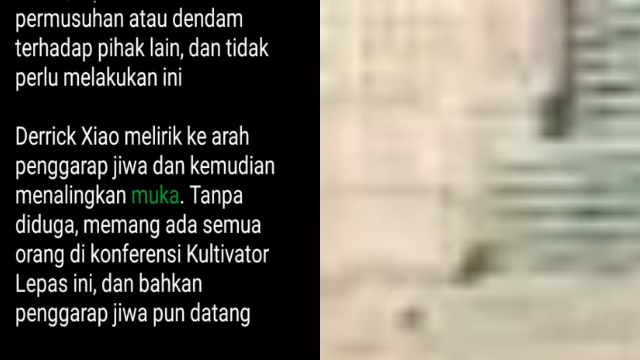 permusuhan atau dendam
terhadap pihak lain, dan tidak
perlu melakukan ini
Derrick Xiao melirik ke arah
penggarap jiwa dan kemudian
menalingkan muka. Tanpa
diduga, memang ada semua
orang di konferensi Kultivator
Lepas ini, dan bahkan
penggarap jiwa pun datang